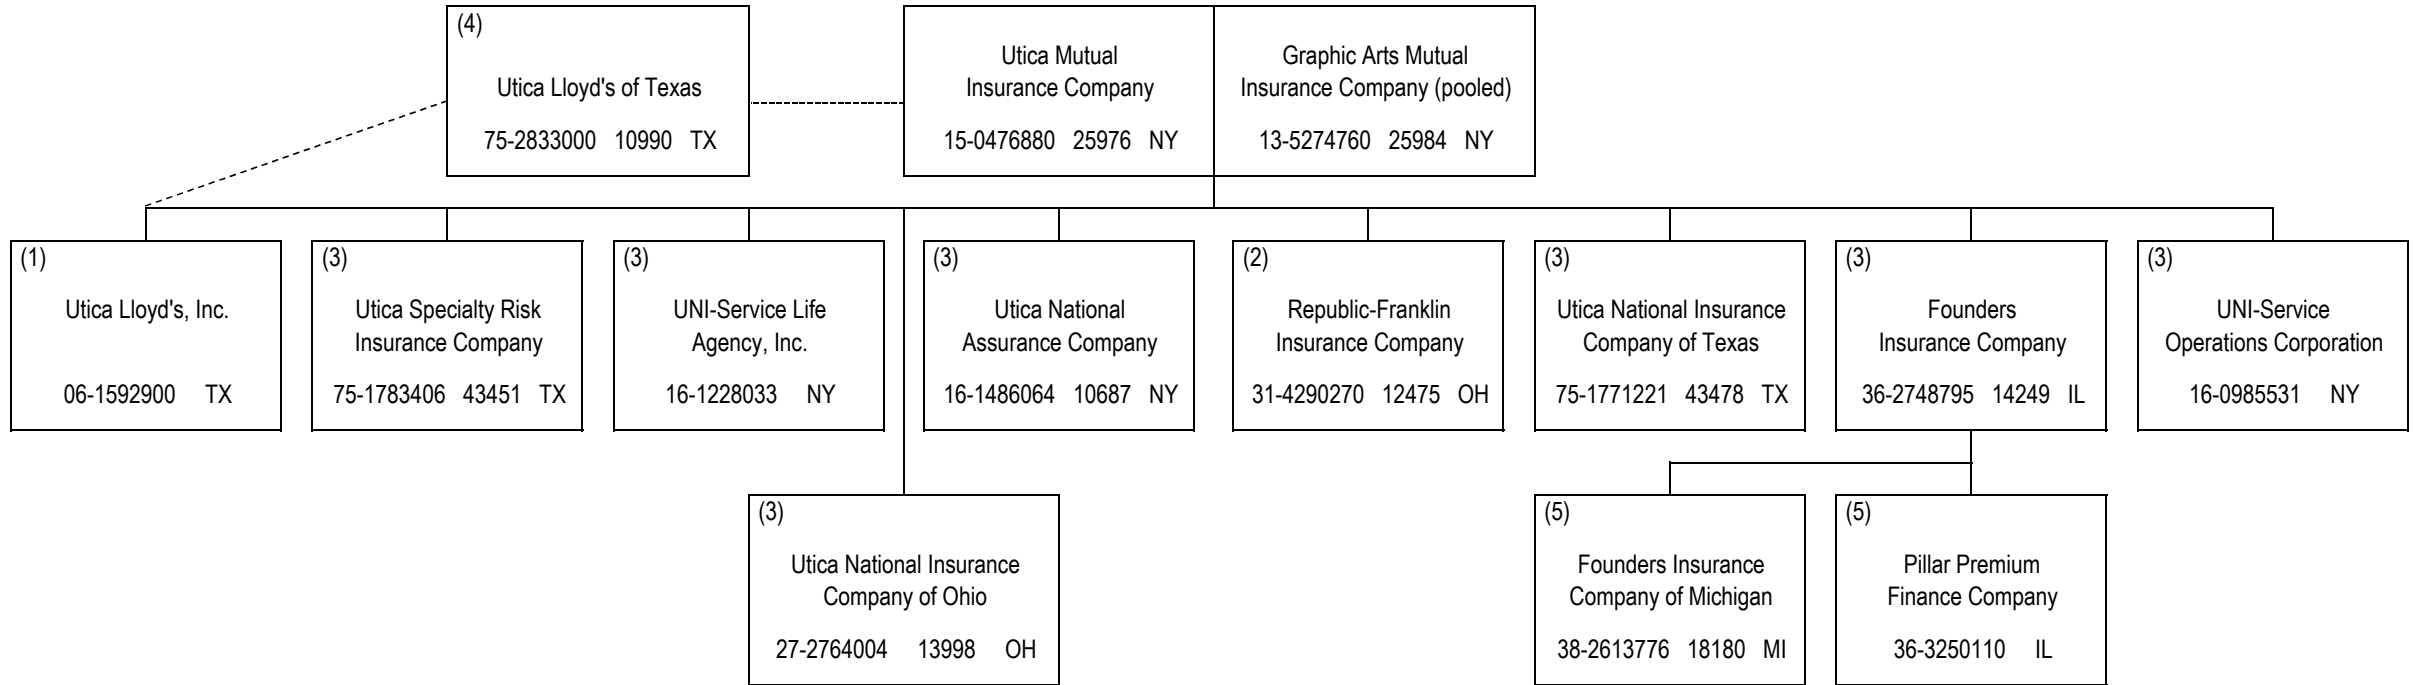 (4)
Utica Lloyd's of Texas
75-2833000 10990 TX
Utica Mutual
Insurance Company
15-0476880 25976 NY
Graphic Arts Mutual
Insurance Company (pooled)
13-5274760 25984 NY
(1)
Utica Lloyd's, Inc.
06-1592900 TX
(3)
Utica Specialty Risk
Insurance Company
75-1783406 43451 TX
(3)
UNI-Service Life
Agency, Inc.
16-1228033 NY
(3)
Utica National
Assurance Company
16-1486064 10687 NY
(2)
Republic-Franklin
Insurance Company
31-4290270 12475 OH
(3)
Utica National Insurance
Company of Texas
75-1771221 43478 TX
(3)
Founders
Insurance Company
36-2748795 14249 IL
(3)
UNI-Service
Operations Corporation
16-0985531 NY
(3)
Utica National Insurance
Company of Ohio
27-2764004 13998 OH
(5)
Founders Insurance
Company of Michigan
38-2613776 18180 MI
(5)
Pillar Premium
Finance Company
36-3250110 IL